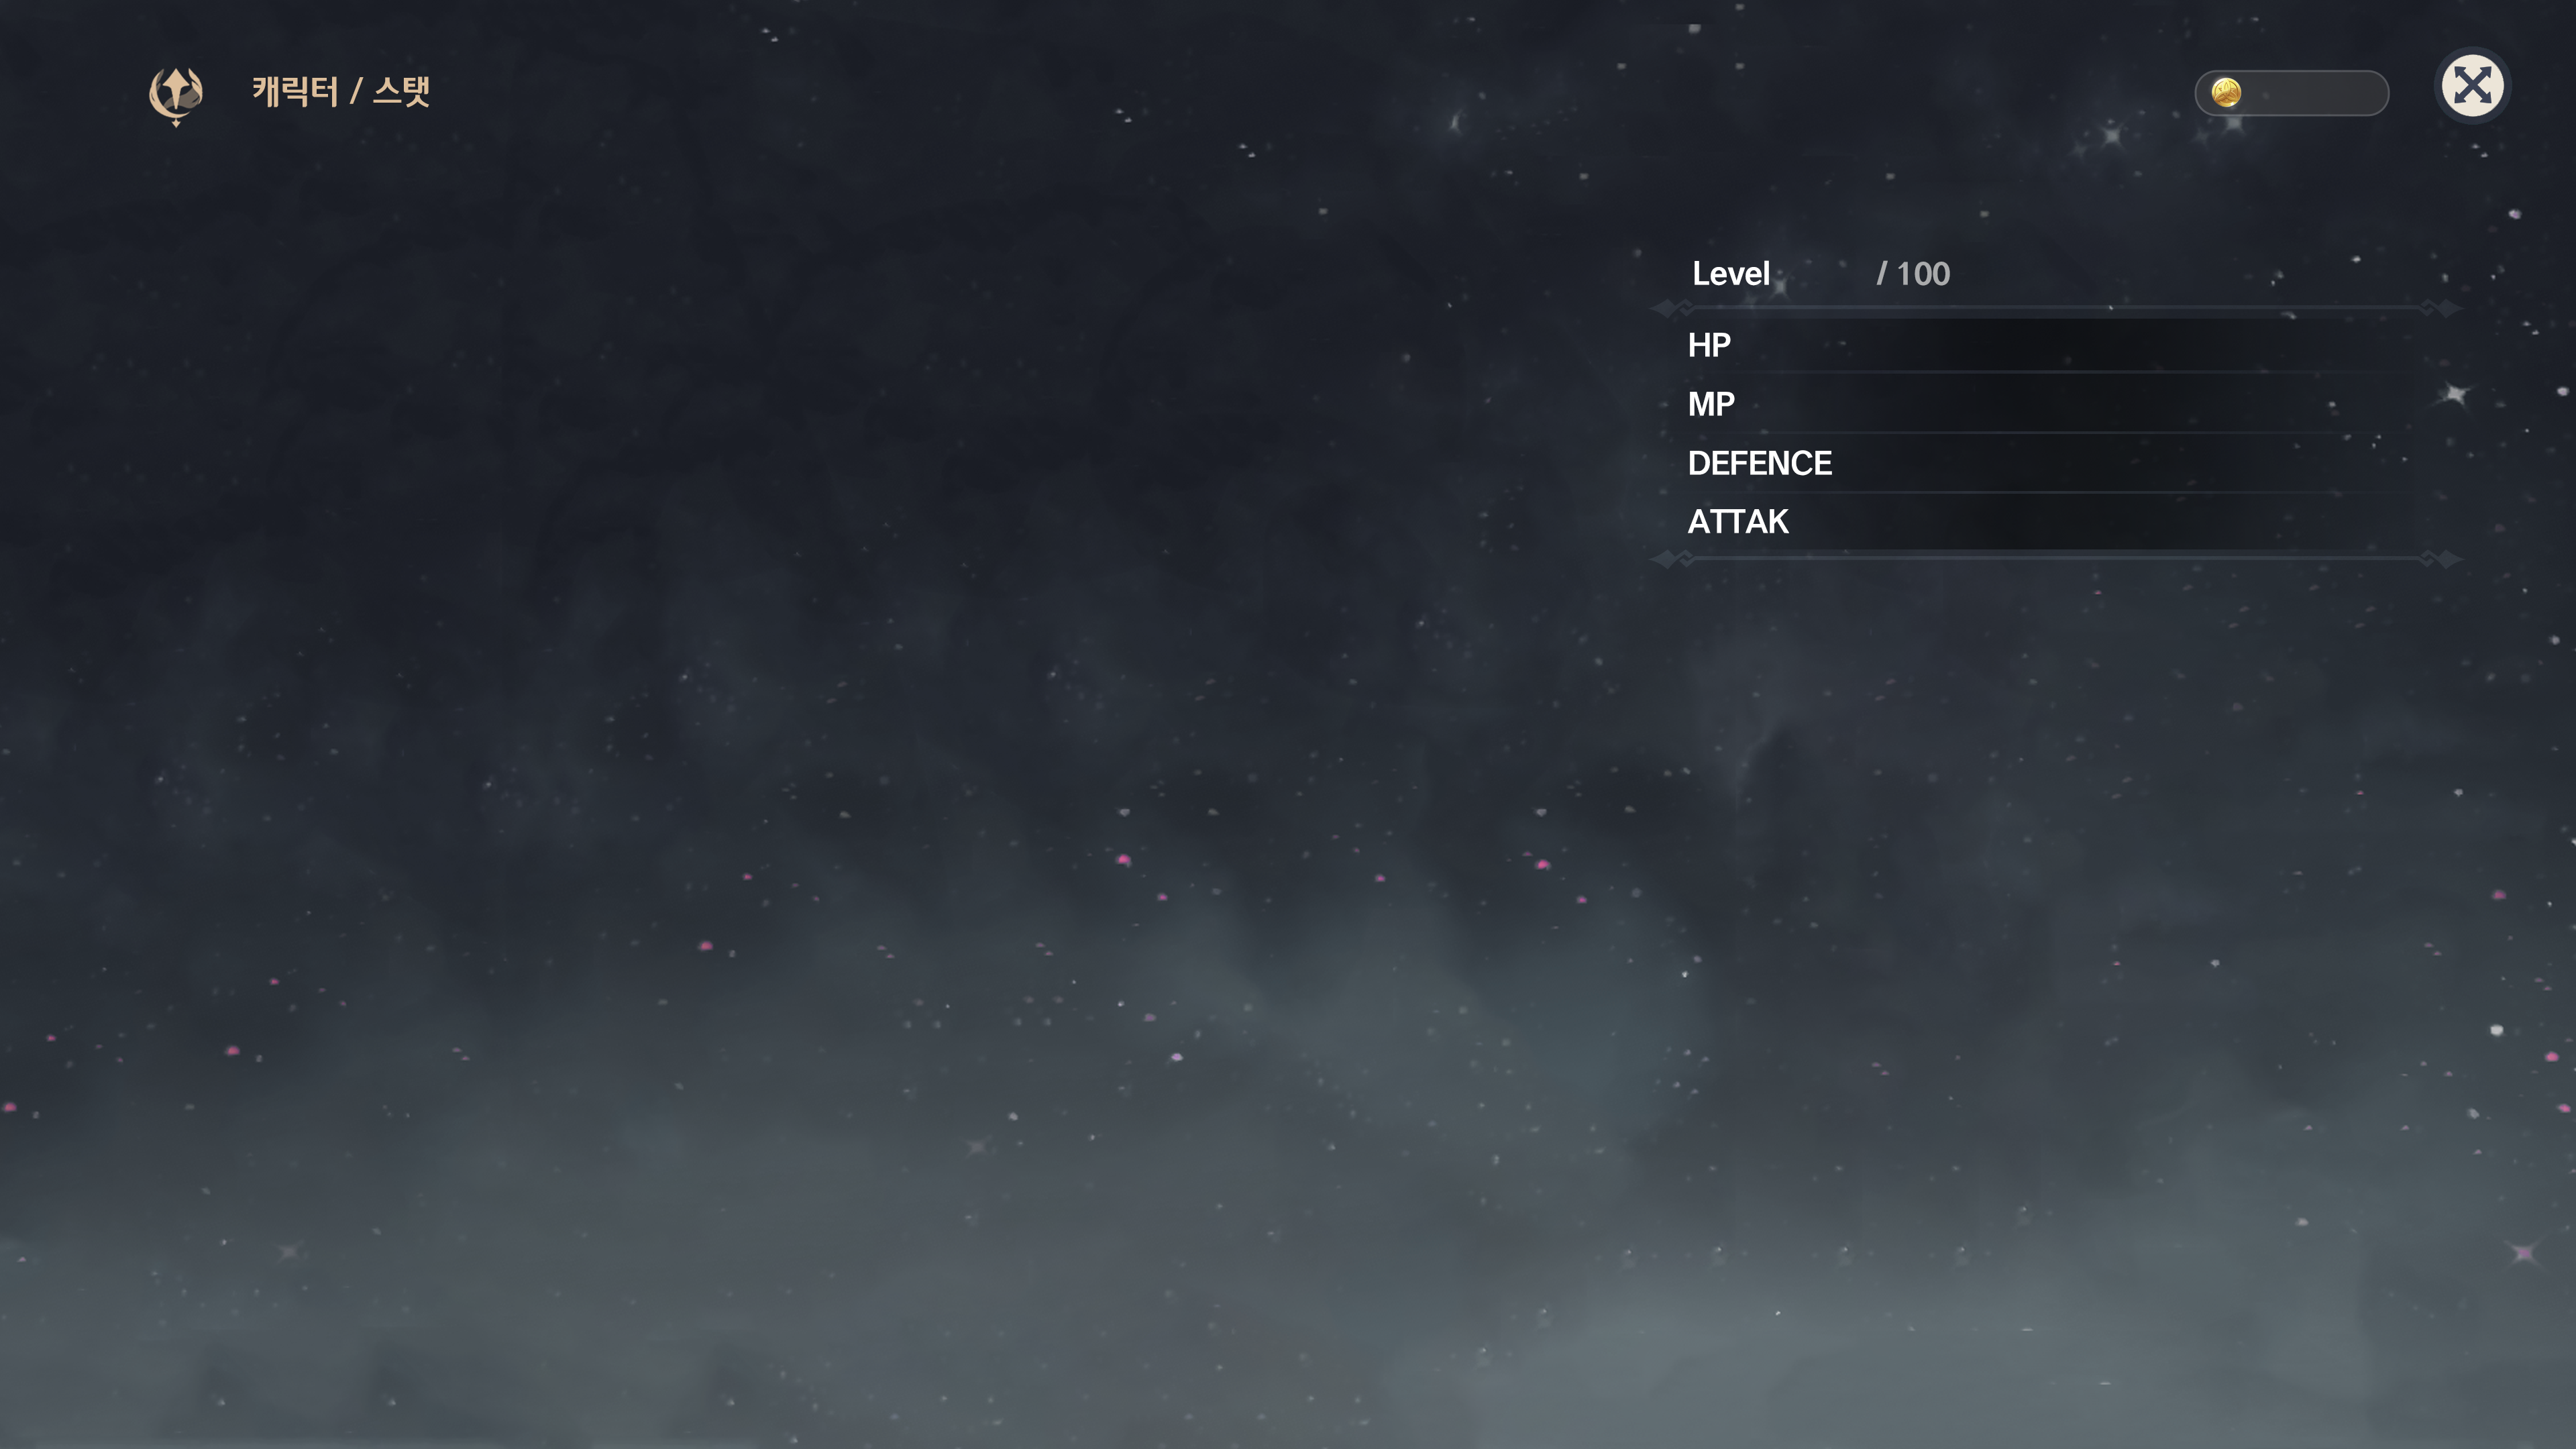 캐릭터 / 스탯
Level / 100
HP
MP
DEFENCE
ATTAK